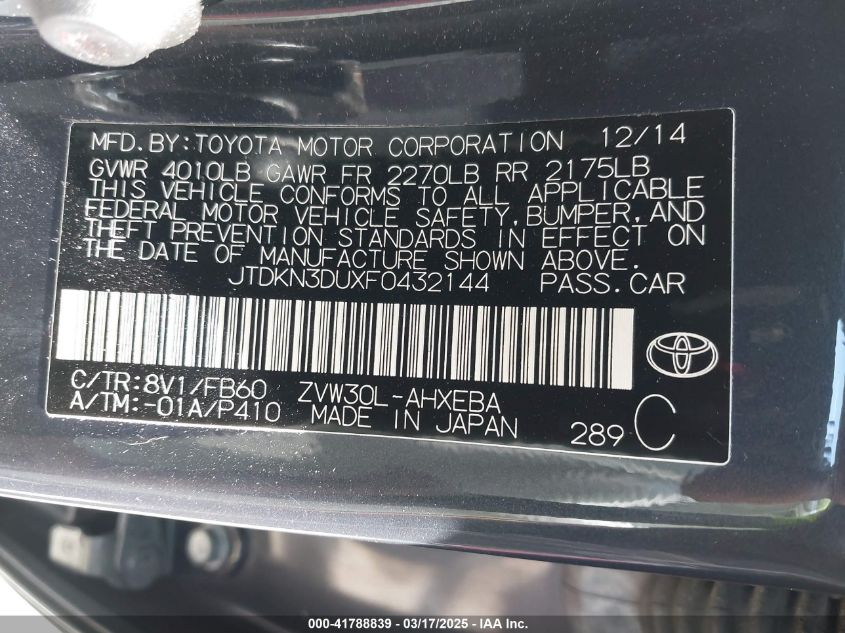 MFD.BY:TOYOTA MOTOR CORPORATION 12/14
GVWR 4010LB GAWR FR 2270LB RR 2175LB
THIS VEHICLE CONFORMS TO ALL APPLICABLE
FEDERAL MOTOR VEHICLE SAFETY,BUMPER,AND
THEFT PREVENTION STANDARDS IN EFFECT ON
THE DATE OF MANUFACTURE SHOWN ABOVE.
JTDKN3DUXF0432144 PASS.CAR
C/TR:8V1/FB60 ZVW30L-AHXEBA
A/TM:-01A/P410 MADE IN JAPAN 289 C
000-41788839 - 03/17/2025 - IAA Inc.